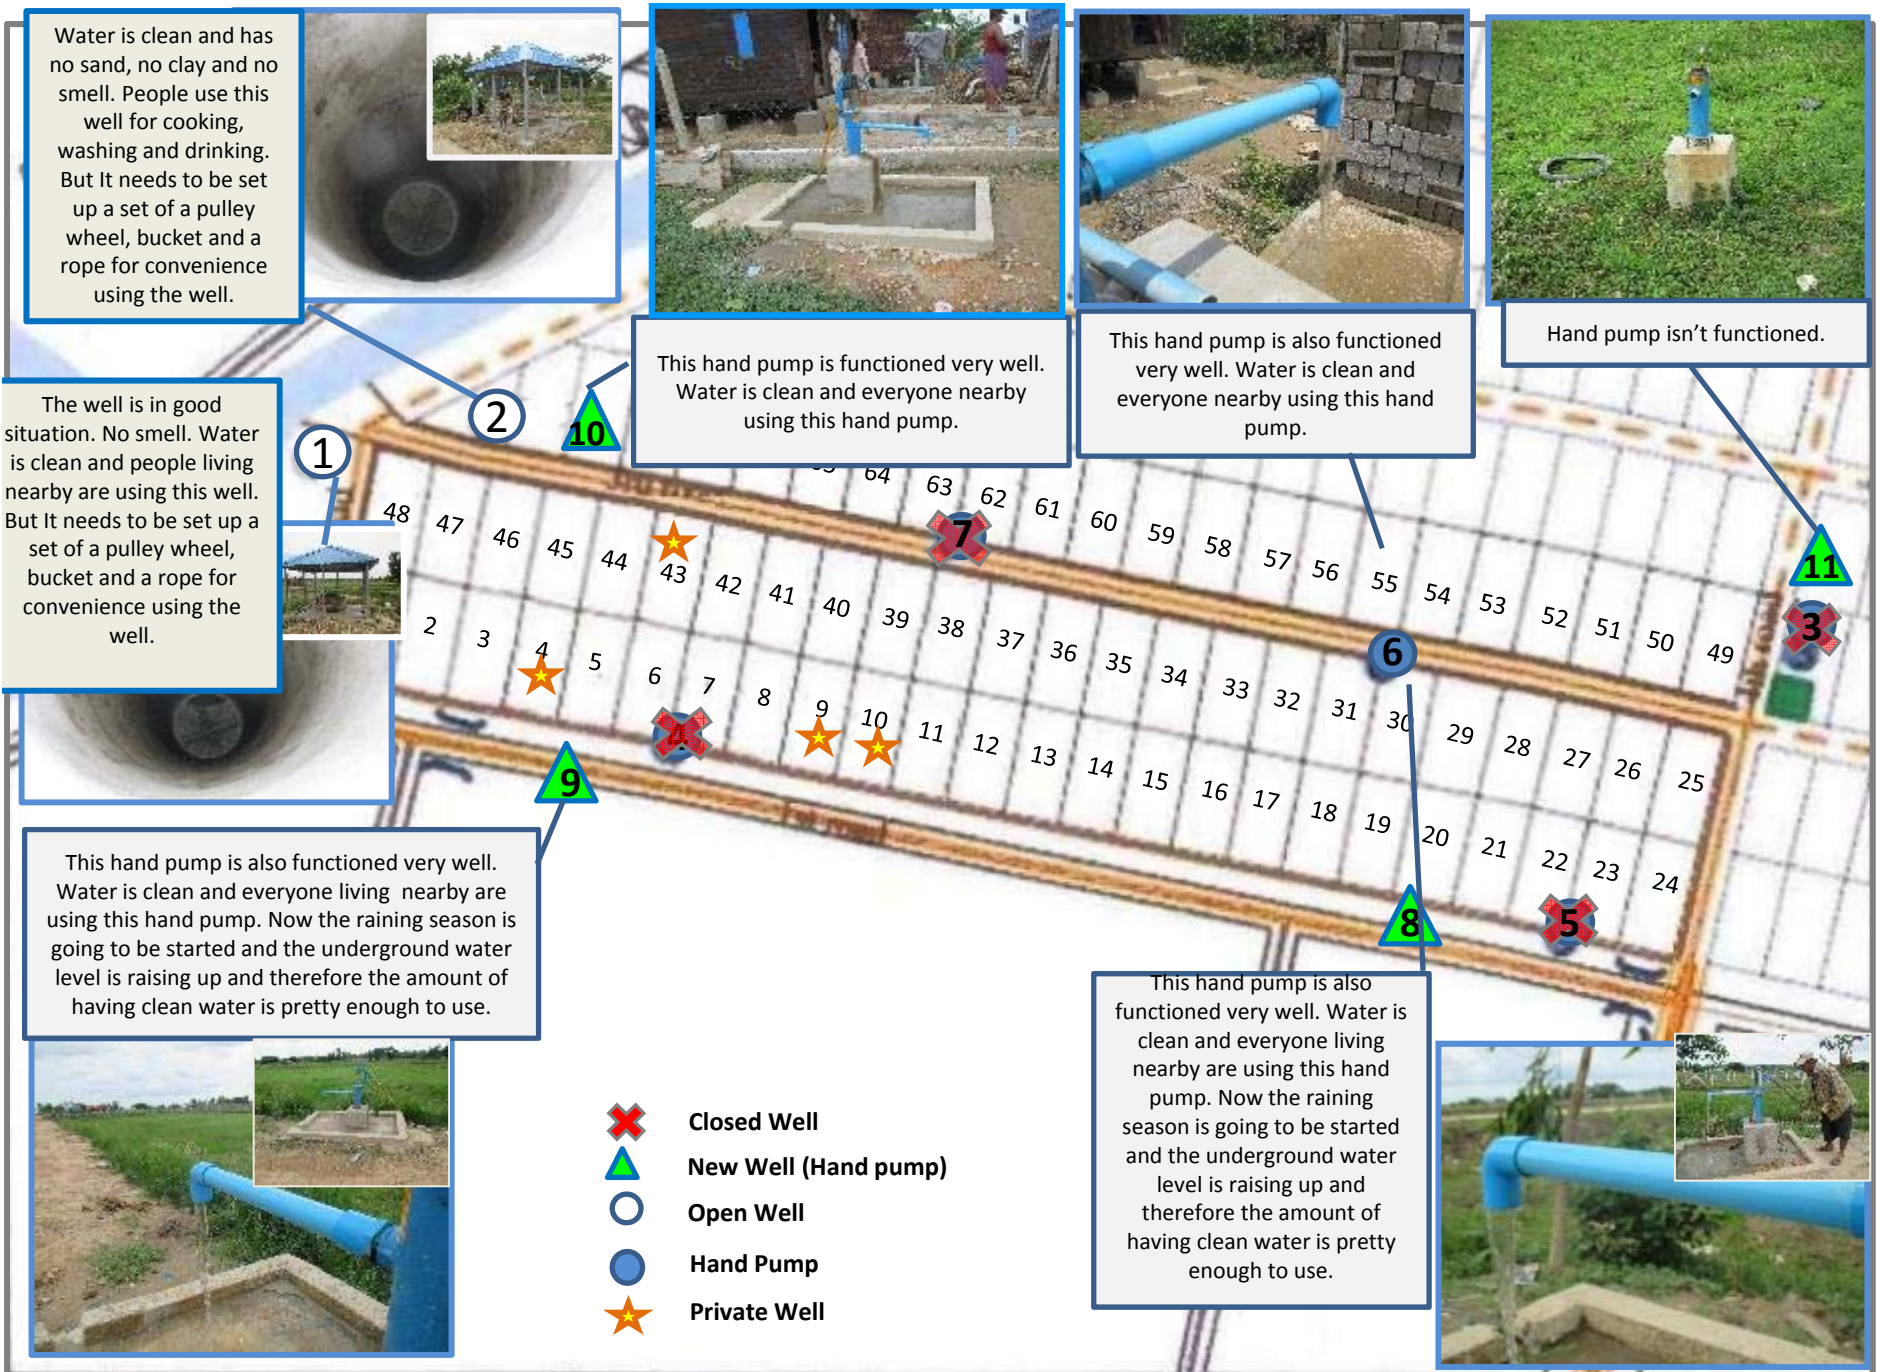 Water is clean and has
no sand, no clay and no
smell. People use this
well for cooking,
washing and drinking.
But It needs to be set
up a set of a pulley
wheel, bucket and a
rope for convenience
using the well.
This hand pump is functioned very well.
Water is clean and everyone nearby
using this hand pump.
This hand pump is also functioned
very well. Water is clean and
everyone nearby using this hand
pump.
Hand pump isn’t functioned.
The well is in good
situation. No smell. Water
is clean and people living
nearby are using this well.
But It needs to be set up a
set of a pulley wheel,
bucket and a rope for
convenience using the
well.
1
2
10
64 63 62 61 60 59 58 57 56 55 54 53 52 51 50 49
11
3
7
6
48 47 46 45 44 43 42 41 40 39 38 37 36 35 34 33 32 31 30 29 28 27 26 25
2 3 4 5 6 7 8 9 10 11 12 13 14 15 16 17 18 19 20 21 22 23 24
4
9
8
5
This hand pump is also functioned very well.
Water is clean and everyone living nearby are
using this hand pump. Now the raining season is
going to be started and the underground water
level is raising up and therefore the amount of
having clean water is pretty enough to use.
This hand pump is also
functioned very well. Water is
clean and everyone living
nearby are using this hand
pump. Now the raining
season is going to be started
and the underground water
level is raising up and
therefore the amount of
having clean water is pretty
enough to use.
Closed Well
New Well (Hand pump)
Open Well
Hand Pump
Private Well